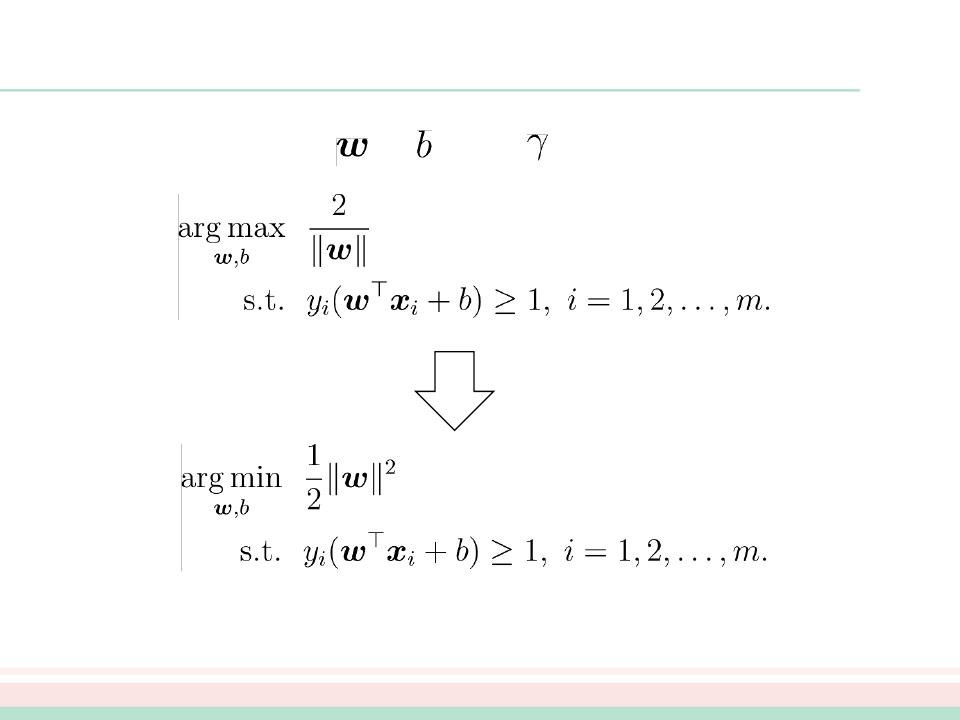 w b γ
arg max_{w,b} 2/‖w‖
s.t. y_i(w^⊤x_i + b) ≥ 1, i = 1, 2, . . . , m.
arg min_{w,b} 1/2‖w‖²
s.t. y_i(w^⊤x_i + b) ≥ 1, i = 1, 2, . . . , m.